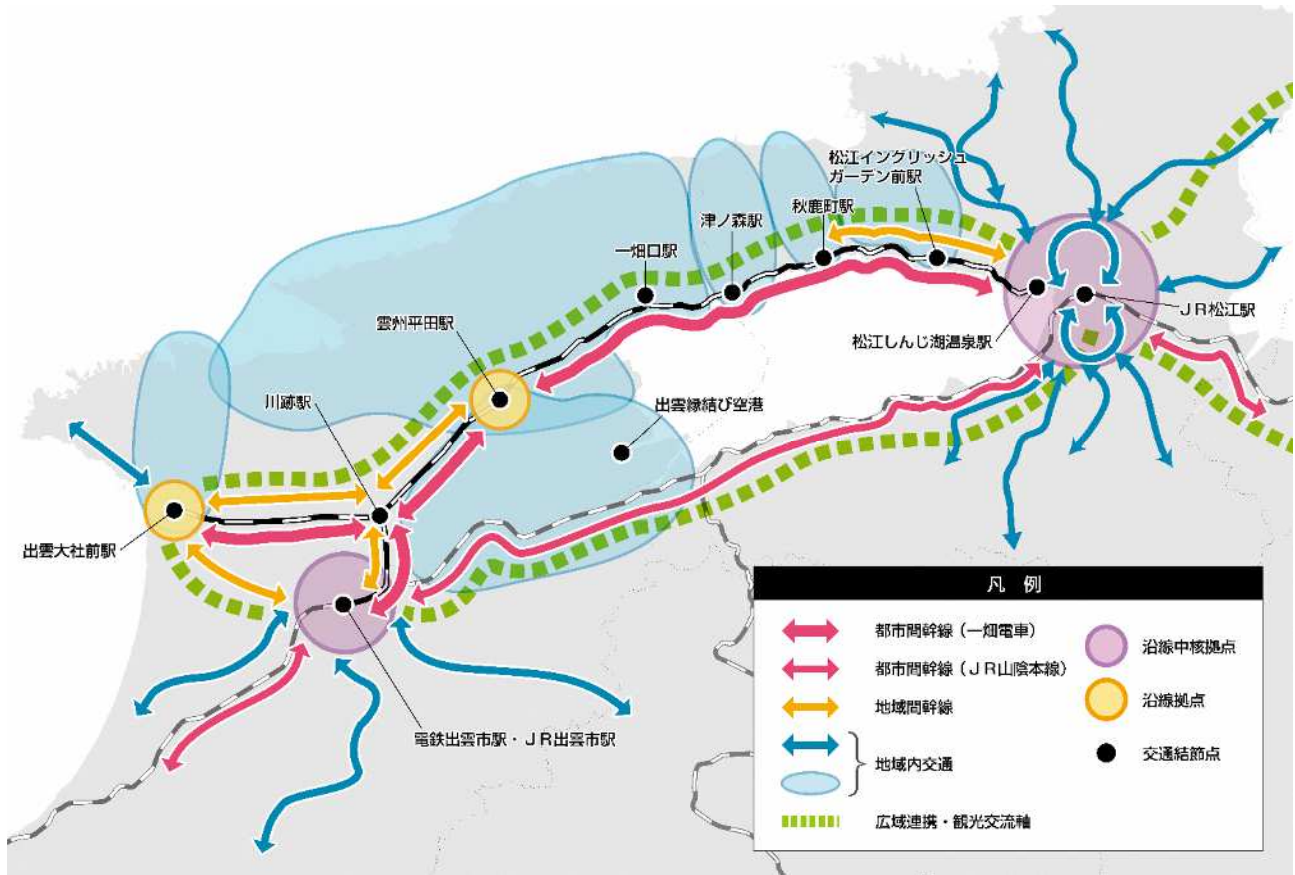 松江イングリッシュ
ガーデン前駅
秋鹿町駅
津ノ森駅
一畑口駅
雲州平田駅
JR松江駅
松江しんじ湖温泉駅
川跡駅
出雲縁結び空港
出雲大社前駅
電鉄出雲市駅・JR出雲市駅
凡 例
都市間幹線(一畑電車)
都市間幹線(JR山陰本線)
地域間幹線
地域内交通
広域連携・観光交流軸
沿線中核拠点
沿線拠点
交通結節点